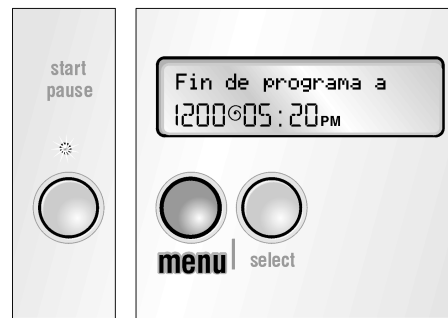 start
pause
Fin de programa a
1200 05:20PM
menu
select